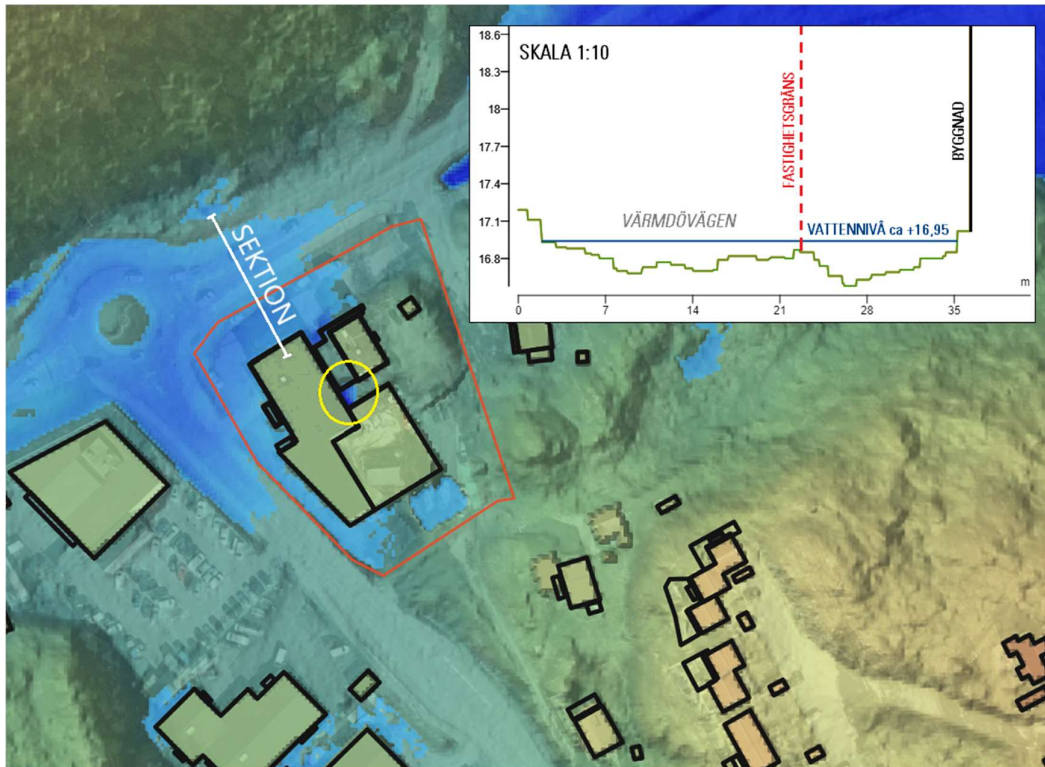 SKALA 1:10
18.6
18.3
18
17.7
17.4
17.1
16.8
FASTIGHETSGRÄNS
BYGGNAD
VÄRMDÖVÄGEN
VATTENNIVÅ ca +16,95
m
0 7 14 21 28 35
SEKTION